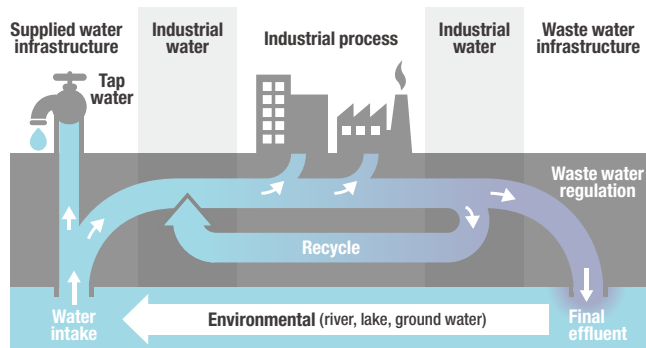 Supplied water
infrastructure
Industrial
water
Industrial process
Industrial
water
Waste water
infrastructure
Tap
water
Waste water
regulation
Recycle
Water
intake
Environmental (river, lake, ground water)
Final
effluent